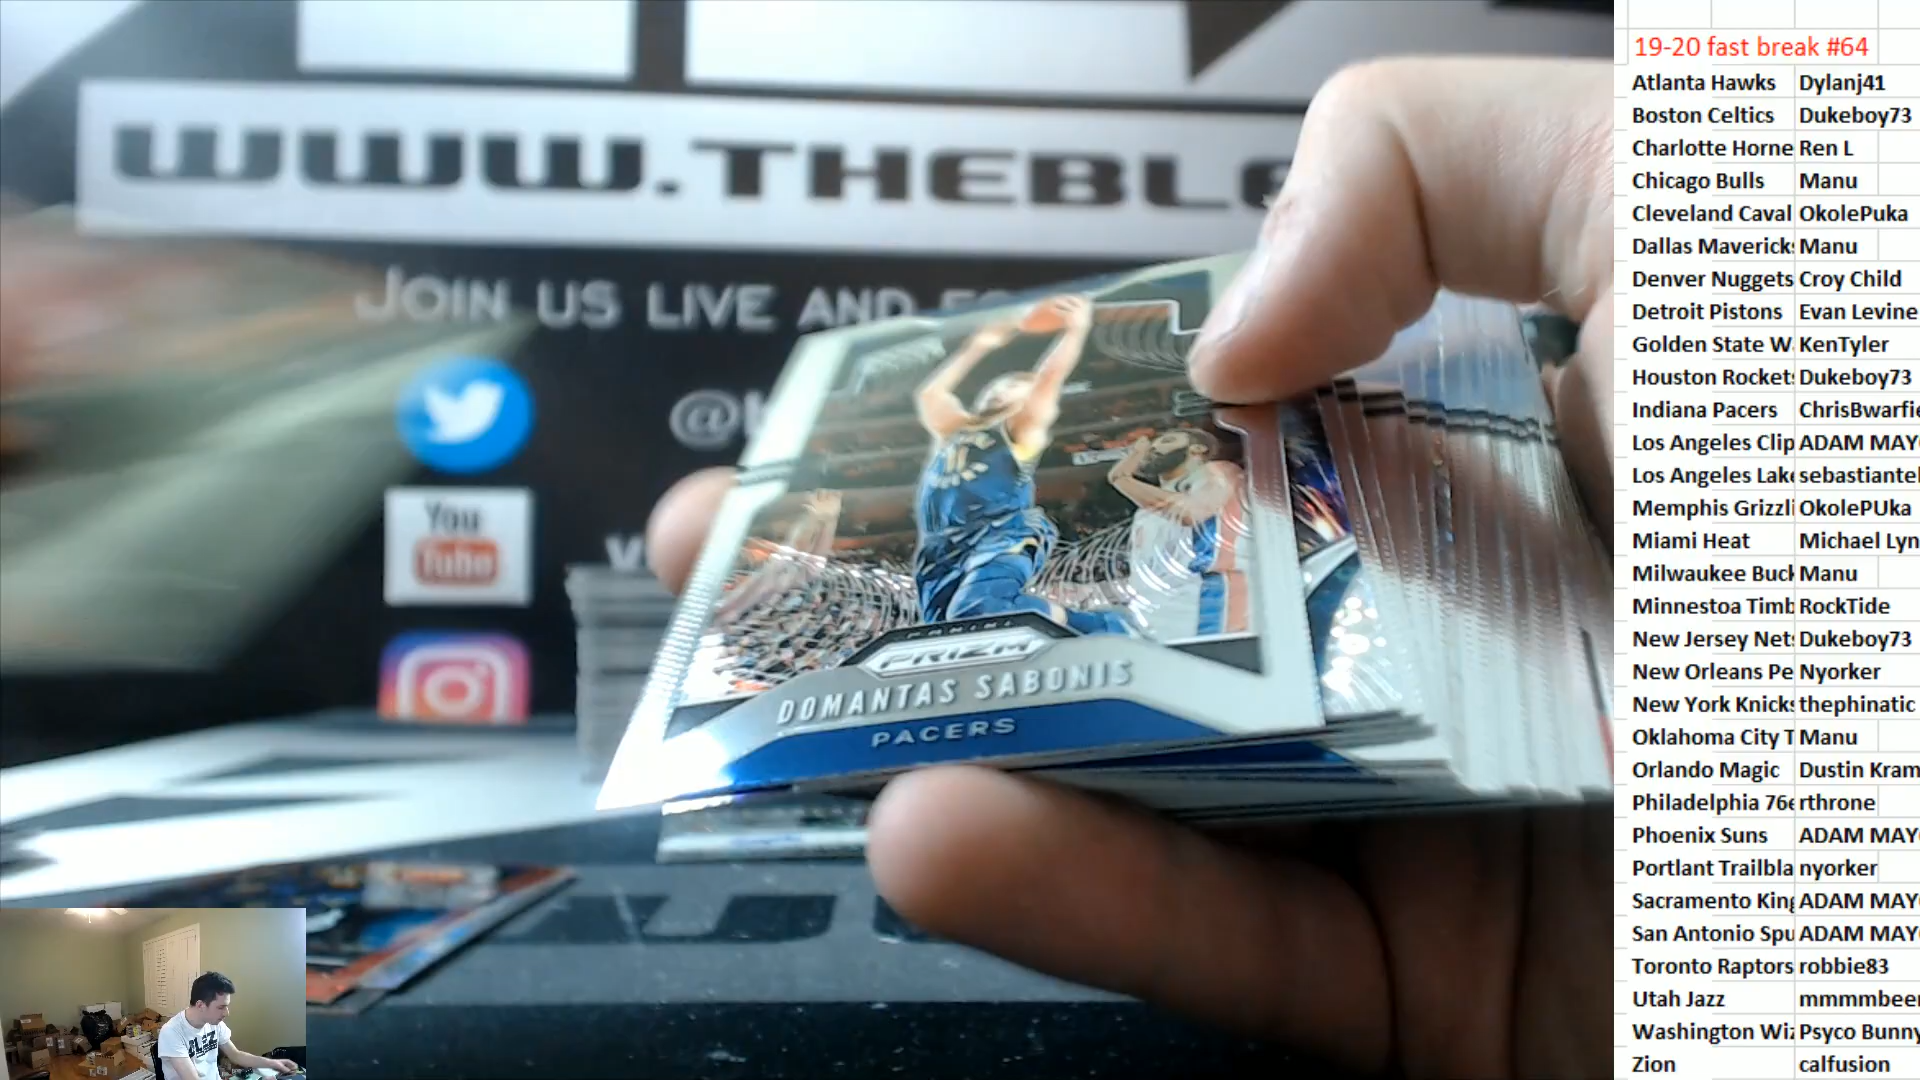 WWW.THEBL
JOIN US LIVE AND
You
Tube
PANINI
PRIZM
DOMANTAS SABONIS
PACERS
19-20 fast break #64
Atlanta Hawks Dylanj41
Boston Celtics Dukeboy73
Charlotte Horne Ren L
Chicago Bulls Manu
Cleveland Caval OkolePuka
Dallas Mavericks Manu
Denver Nuggets Croy Child
Detroit Pistons Evan Levine
Golden State W KenTyler
Houston Rockets Dukeboy73
Indiana Pacers ChrisBwarfie
Los Angeles Clip ADAM MAY
Los Angeles Lake sebastiantel
Memphis Grizzli OkolePUka
Miami Heat Michael Lyn
Milwaukee Buck Manu
Minnestoa Timb RockTide
New Jersey Nets Dukeboy73
New Orleans Pe Nyorker
New York Knicks thephinatic
Oklahoma City T Manu
Orlando Magic Dustin Kram
Philadelphia 76e rthrone
Phoenix Suns ADAM MAY
Portlant Trailbla nyorker
Sacramento King ADAM MAY
San Antonio Spu ADAM MAY
Toronto Raptors robbie83
Utah Jazz mmmmbeer
Washington Wiz Psyco Bunny
Zion calfusion